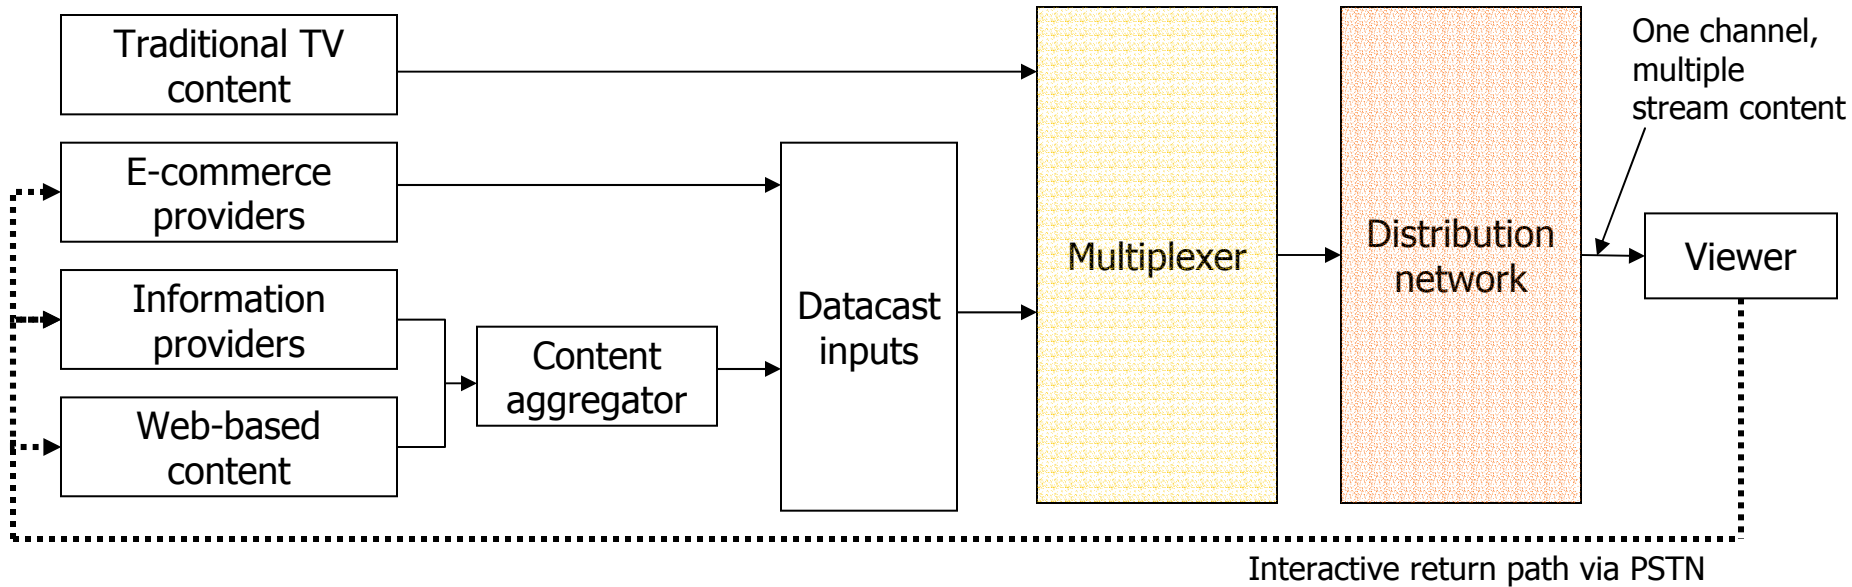 Traditional TV
content
E-commerce
providers
Information
providers
Web-based
content
Content
aggregator
Datacast
inputs
Multiplexer
Distribution
network
One channel,
multiple
stream content
Viewer
Interactive return path via PSTN